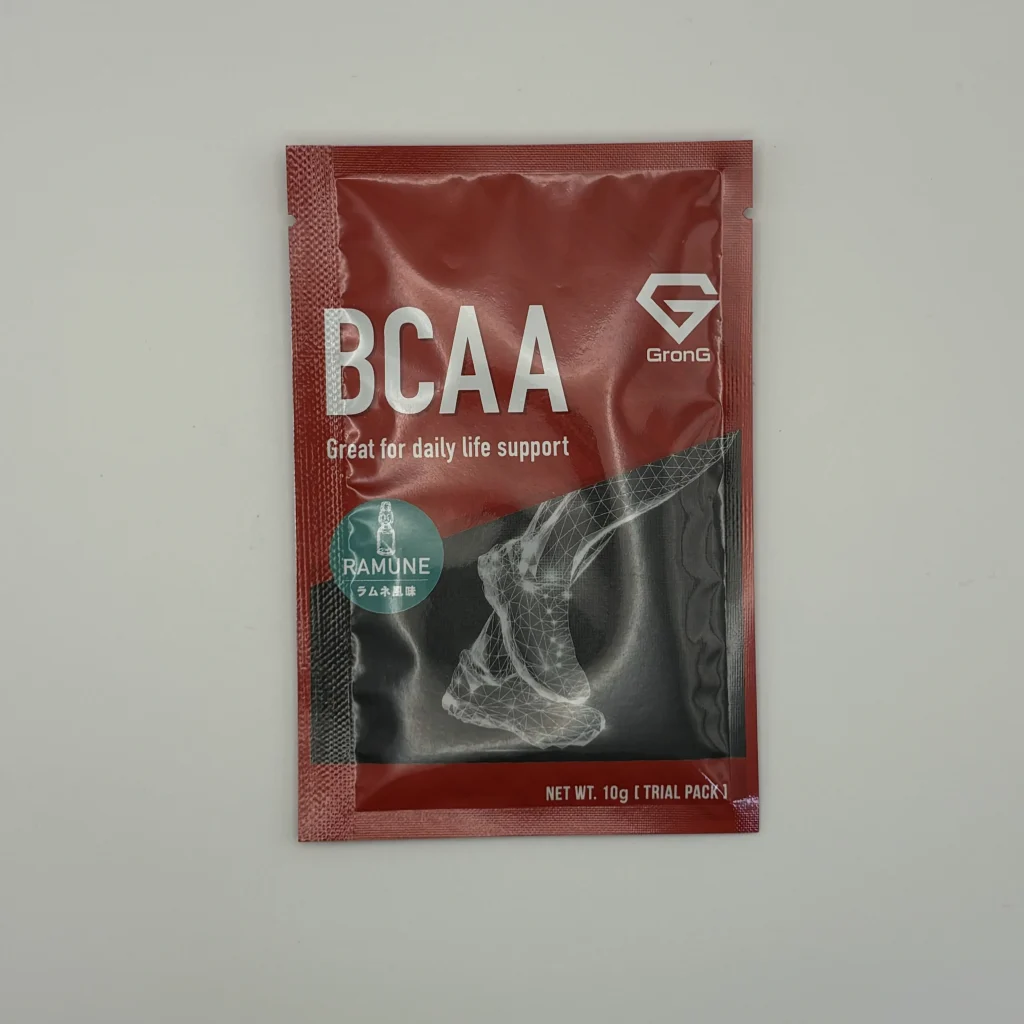 BCAA
GronG
Great for daily life support
RAMUNE
ラムネ風味
NET WT. 10g [ TRIAL PACK ]